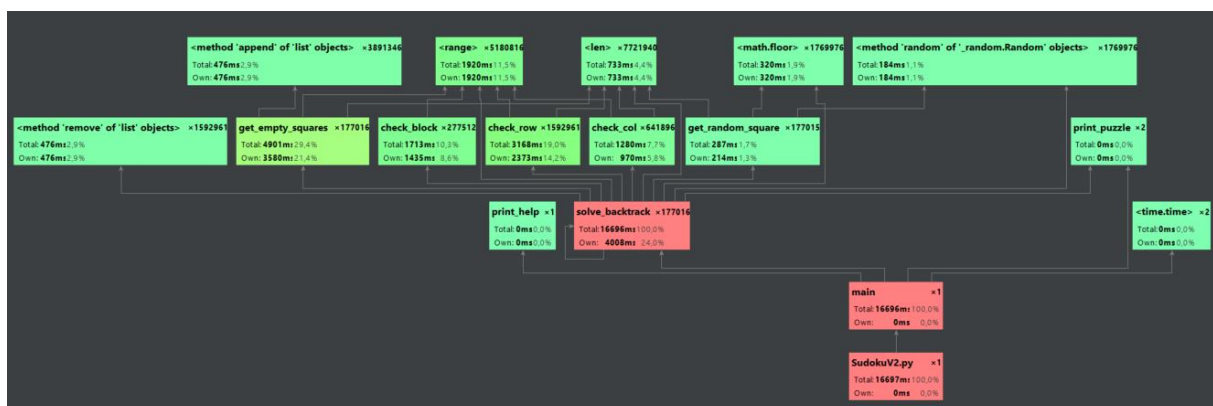 <method 'append' of 'list' objects> ×3891346
Total: 476ms 2,9%
Own: 476ms 2,9%
<range> ×5180816
Total: 1920ms 11,5%
Own: 1920ms 11,5%
<len> ×7721940
Total: 733ms 4,4%
Own: 733ms 4,4%
<math.floor> ×1769976
Total: 320ms 1,9%
Own: 320ms 1,9%
<method 'random' of '_random.Random' objects> ×1769976
Total: 184ms 1,1%
Own: 184ms 1,1%
<method 'remove' of 'list' objects> ×1592961
Total: 476ms 2,9%
Own: 476ms 2,9%
get_empty_squares ×177016
Total: 4901ms 29,4%
Own: 3580ms 21,4%
check_block ×277512
Total: 1713ms 10,3%
Own: 1435ms 8,6%
check_row ×1592961
Total: 3168ms 19,0%
Own: 2373ms 14,2%
check_col ×641896
Total: 1280ms 7,7%
Own: 970ms 5,8%
get_random_square ×177015
Total: 287ms 1,7%
Own: 214ms 1,3%
print_puzzle ×2
Total: 0ms 0,0%
Own: 0ms 0,0%
print_help ×1
Total: 0ms 0,0%
Own: 0ms 0,0%
solve_backtrack ×177016
Total: 16696ms 100,0%
Own: 4008ms 24,0%
<time.time> ×2
Total: 0ms 0,0%
Own: 0ms 0,0%
main ×1
Total: 16696ms 100,0%
Own: 0ms 0,0%
SudokuV2.py ×1
Total: 16697ms 100,0%
Own: 0ms 0,0%